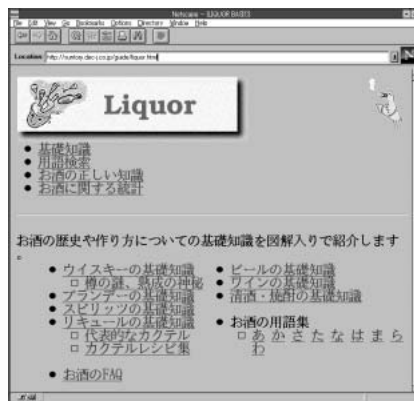 Netscape - LIQUOR BASICS
File Edit View Go Bookmarks Options Directory Window Help
Location: http://suntory.dec-j.co.jp/guide/liquor.html
N
Liquor
基礎知識
用語検索
お酒の正しい知識
お酒に関する統計
お酒の歴史や作り方についての基礎知識を図解入りで紹介します
。
ウイスキーの基礎知識
樽の謎、熟成の神秘
ブランデーの基礎知識
スピリッツの基礎知識
リキュールの基礎知識
代表的なカクテル
カクテルレシピ集
お酒のFAQ
ビールの基礎知識
ワインの基礎知識
清酒・焼酎の基礎知識
お酒の用語集
あ か さ た な は ま ら
わ